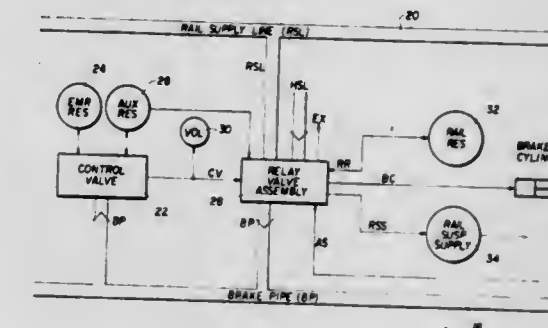 20
RAIL SUPPLY LINE (RSL)
24
28
RSL
HSL
EMR
RES
AUX
RES
VOL
30
EX
32
RAIL
RES
CONTROL
VALVE
CV
RELAY
VALVE
ASSEMBLY
RR
BC
BRAKE
CYLIN
BP
22
26
BP
AS
RSS
RAIL
SUSP
SUPPLY
34
BRAKE PIPE (BP)